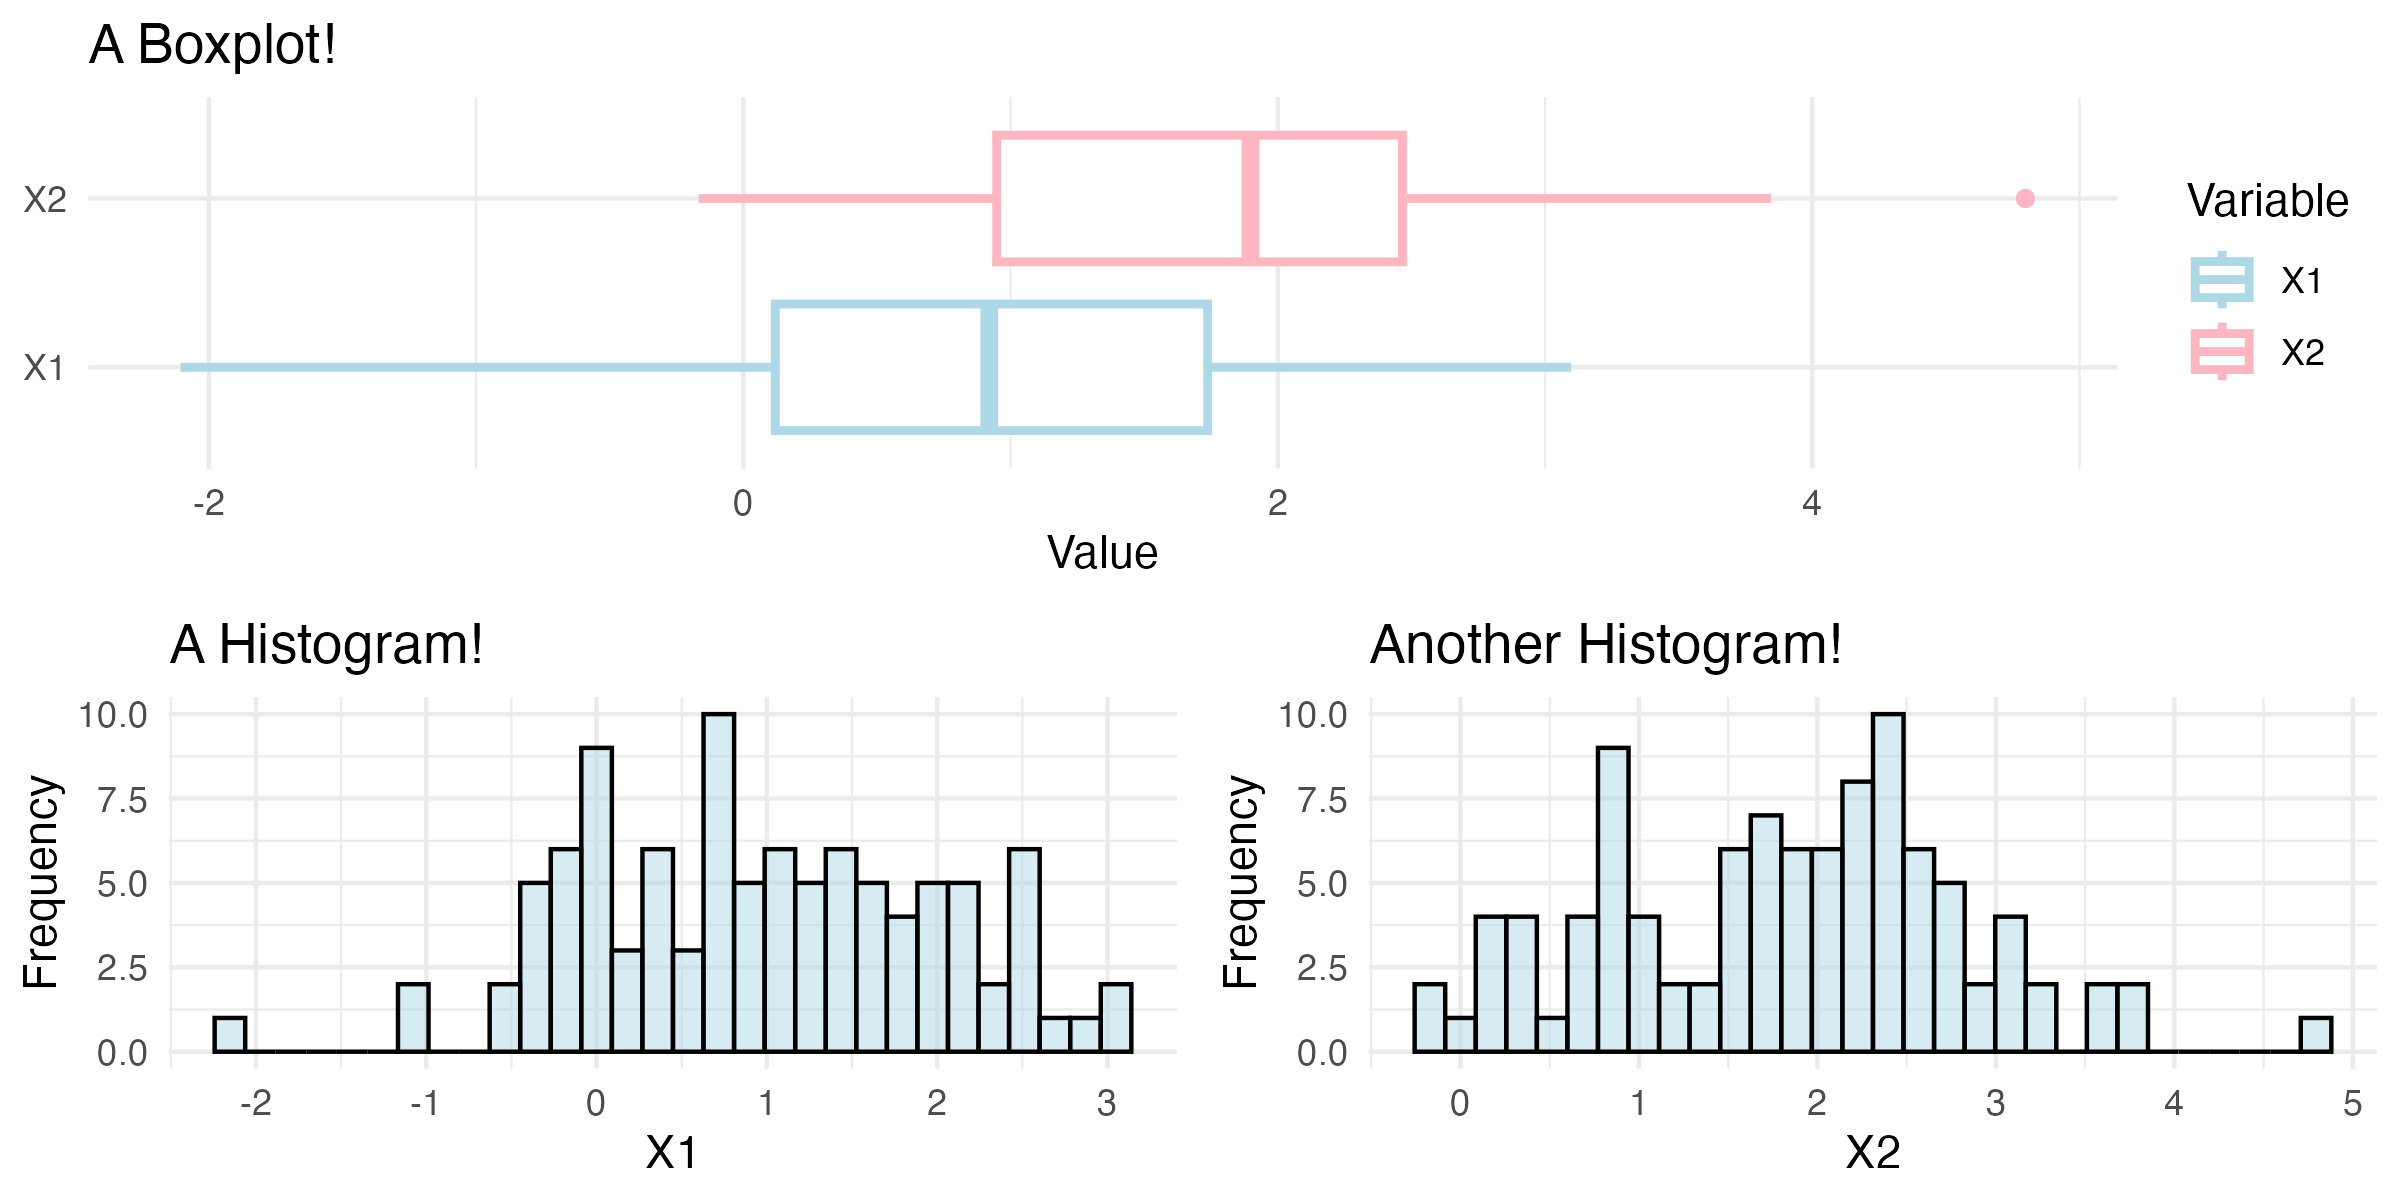 A Boxplot!
X2
X1
-2 0 2 4
Value
Variable
X1
X2
A Histogram!
10.0
7.5
5.0
2.5
0.0
Frequency
-2 -1 0 1 2 3
X1
Another Histogram!
10.0
7.5
5.0
2.5
0.0
Frequency
0 1 2 3 4 5
X2